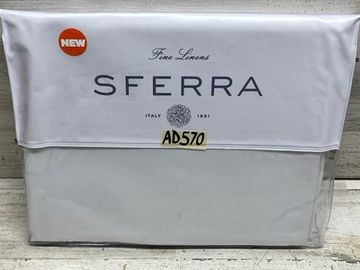 NEW
Fine Linens
SFERRA
ITALY 1891
AD570